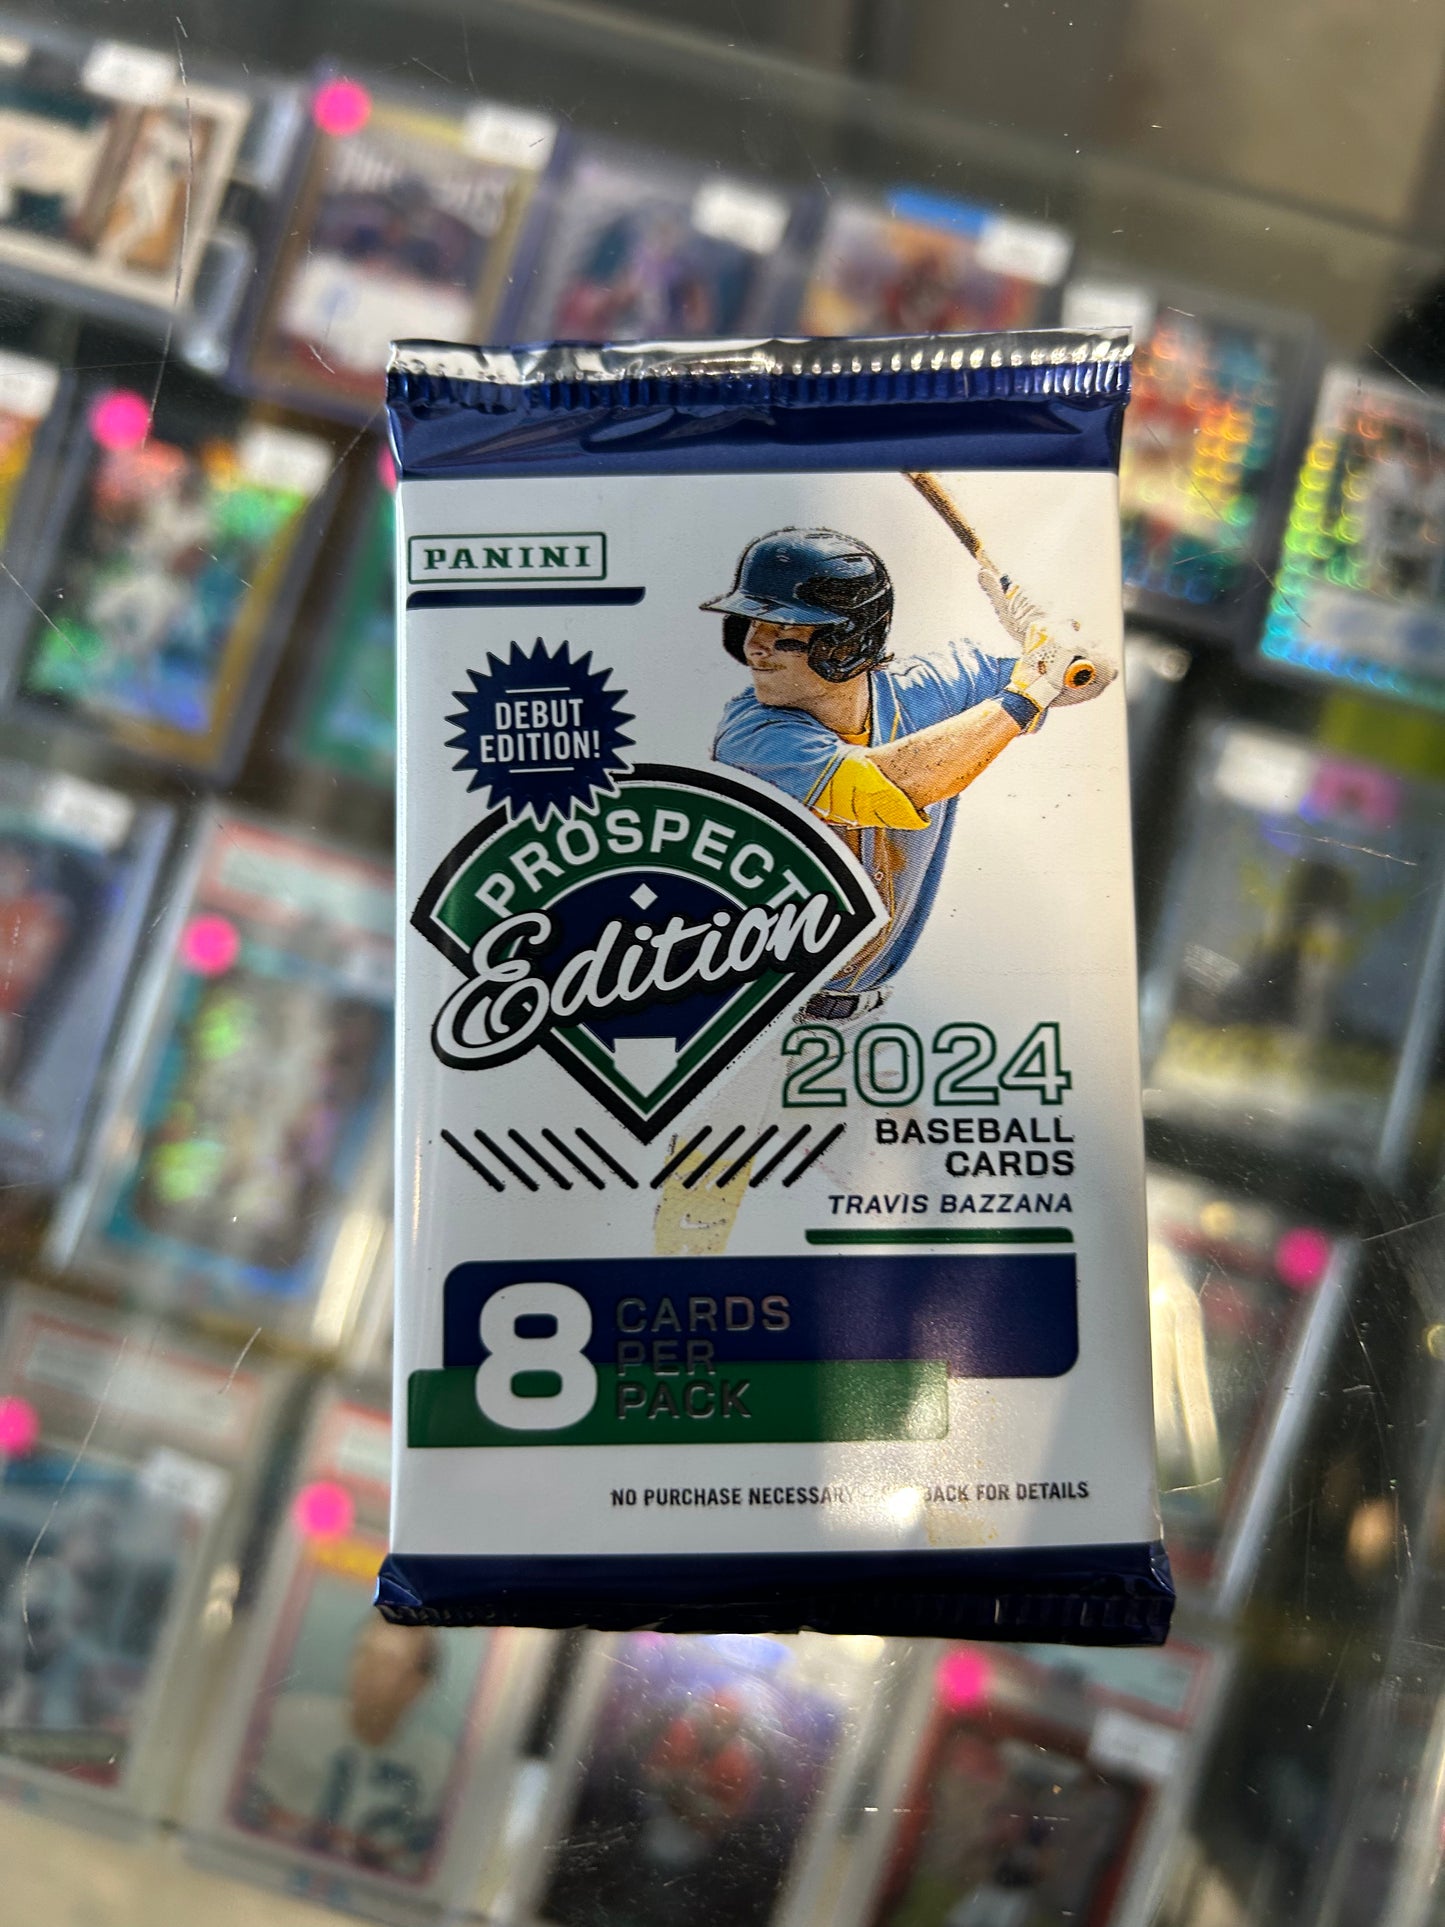 PANINI
DEBUT
EDITION!
PROSPECT
Edition
2024
BASEBALL
CARDS
TRAVIS BAZZANA
8 CARDS
PER
PACK
NO PURCHASE NECESSARY BACK FOR DETAILS
12